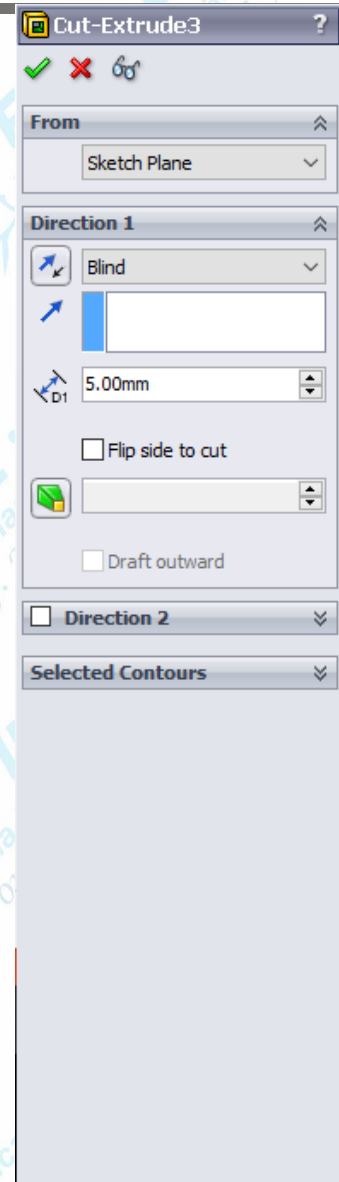 Cut-Extrude3 ?
From
Sketch Plane
Direction 1
Blind
D1 5.00mm
Flip side to cut
Draft outward
Direction 2
Selected Contours